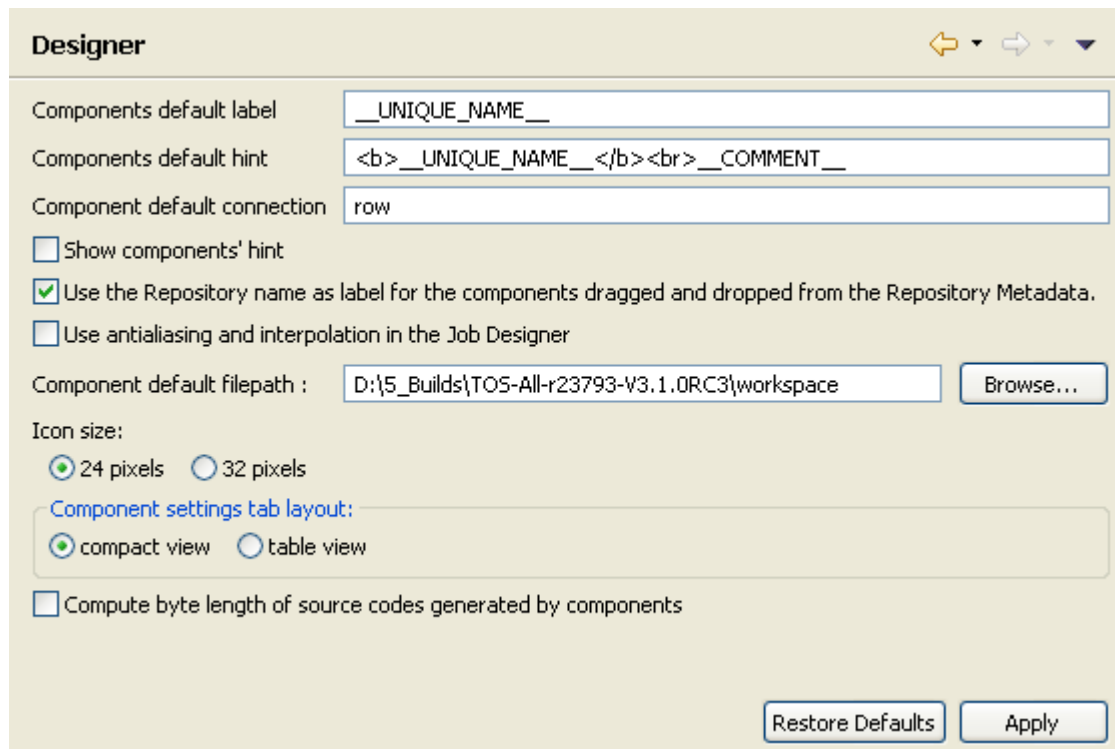 Designer
Components default label __UNIQUE_NAME__
Components default hint <b>__UNIQUE_NAME__</b><br>__COMMENT__
Component default connection row
Show components' hint
Use the Repository name as label for the components dragged and dropped from the Repository Metadata.
Use antialiasing and interpolation in the Job Designer
Component default filepath : D:\5_Builds\TOS-All-r23793-V3.1.0RC3\workspace Browse...
Icon size:
24 pixels 32 pixels
Component settings tab layout:
compact view table view
Compute byte length of source codes generated by components
Restore Defaults Apply